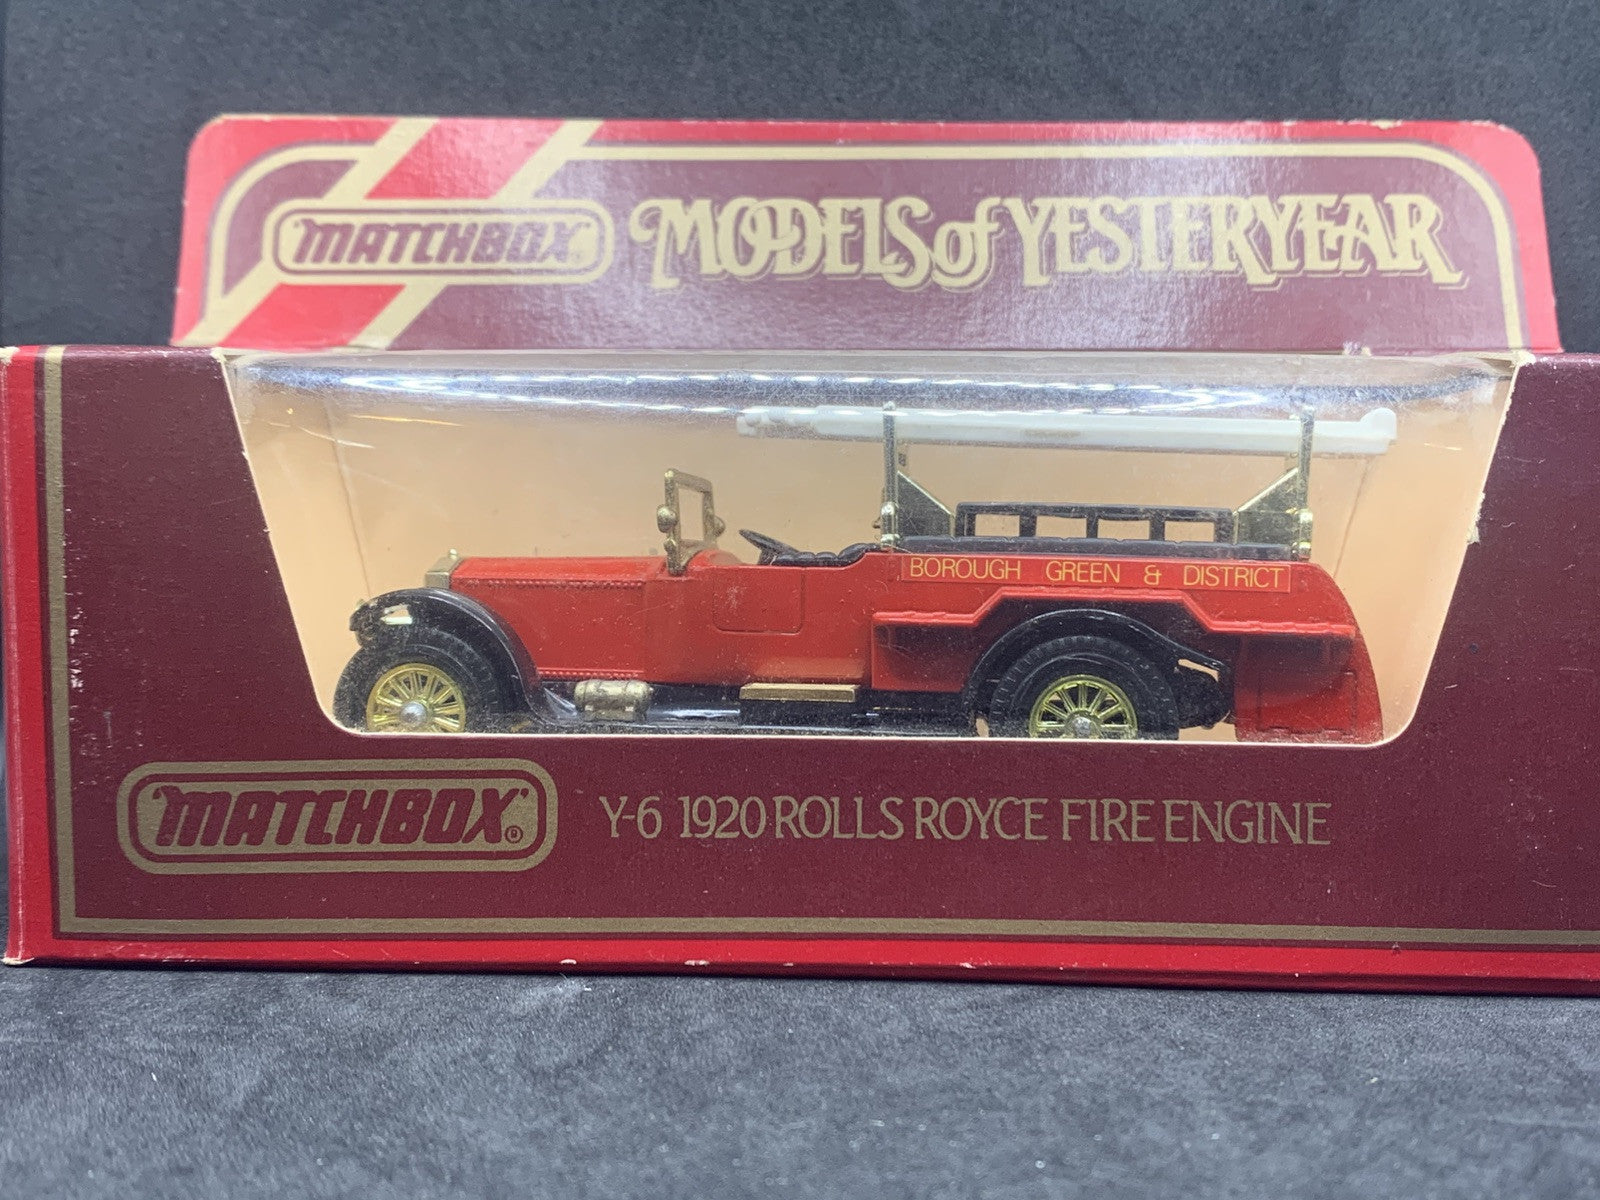 MATCHBOX®
MODELS of YESTERYEAR
BOROUGH GREEN & DISTRICT
MATCHBOX®
Y-6 1920 ROLLS ROYCE FIRE ENGINE